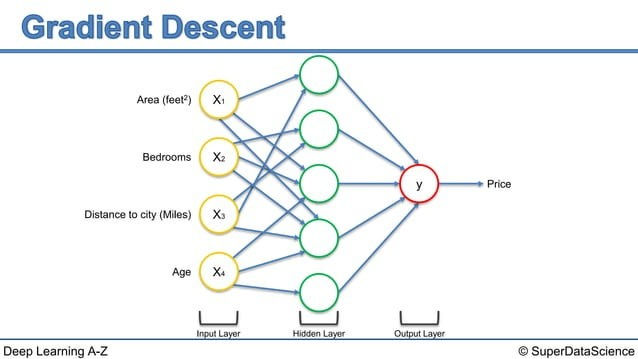 Gradient Descent
Area (feet²)
X1
Bedrooms
X2
y
Price
Distance to city (Miles)
X3
Age
X4
Input Layer
Hidden Layer
Output Layer
Deep Learning A-Z
© SuperDataScience